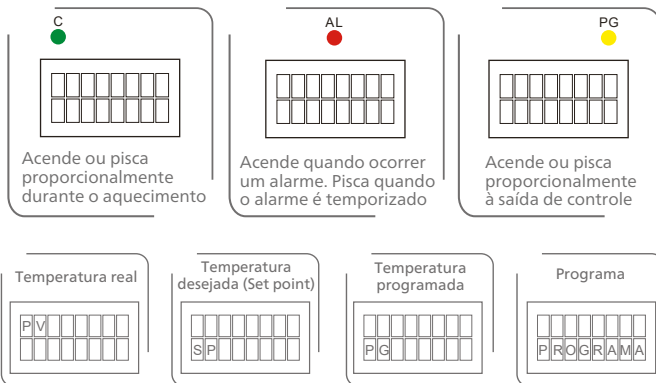 C
AL
PG
Acende ou pisca
proporcionalmente
durante o aquecimento
Acende quando ocorrer
um alarme. Pisca quando
o alarme é temporizado
Acende ou pisca
proporcionalmente
à saída de controle
Temperatura real
PV
Temperatura
desejada (Set point)
SP
Temperatura
programada
PG
Programa
PROGRAMA